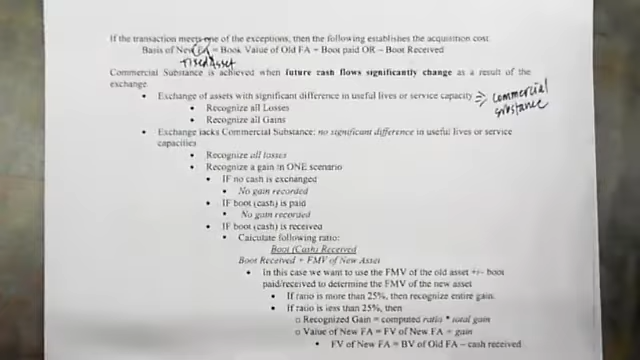 If the transaction meets one of the exceptions, then the following establishes the acquisition cost.
Basis of New FA = Book Value of Old FA + Boot paid OR - Boot Received
Fixed Asset
Commercial Substance is achieved when future cash flows significantly change as a result of the
exchange
• Exchange of assets with significant difference in useful lives or service capacity => commercial
substance
• Recognize all Losses
• Recognize all Gains
• Exchange lacks Commercial Substance: no significant difference in useful lives or service
capacities
• Recognize all losses
• Recognize a gain in ONE scenario
• IF no cash is exchanged
• No gain recorded
• IF boot (cash) is paid
• No gain recorded
• IF boot (cash) is received
• Calculate following ratio:
Boot (Cash) Received
Boot Received + FMV of New Asset
• In this case we want to use the FMV of the old asset +/- boot
paid/received to determine the FMV of the new asset
• If ratio is more than 25%, then recognize entire gain.
• If ratio is less than 25%, then
o Recognized Gain = computed ratio * total gain
o Value of New FA = FV of New FA + gain
• FV of New FA = BV of Old FA – cash received